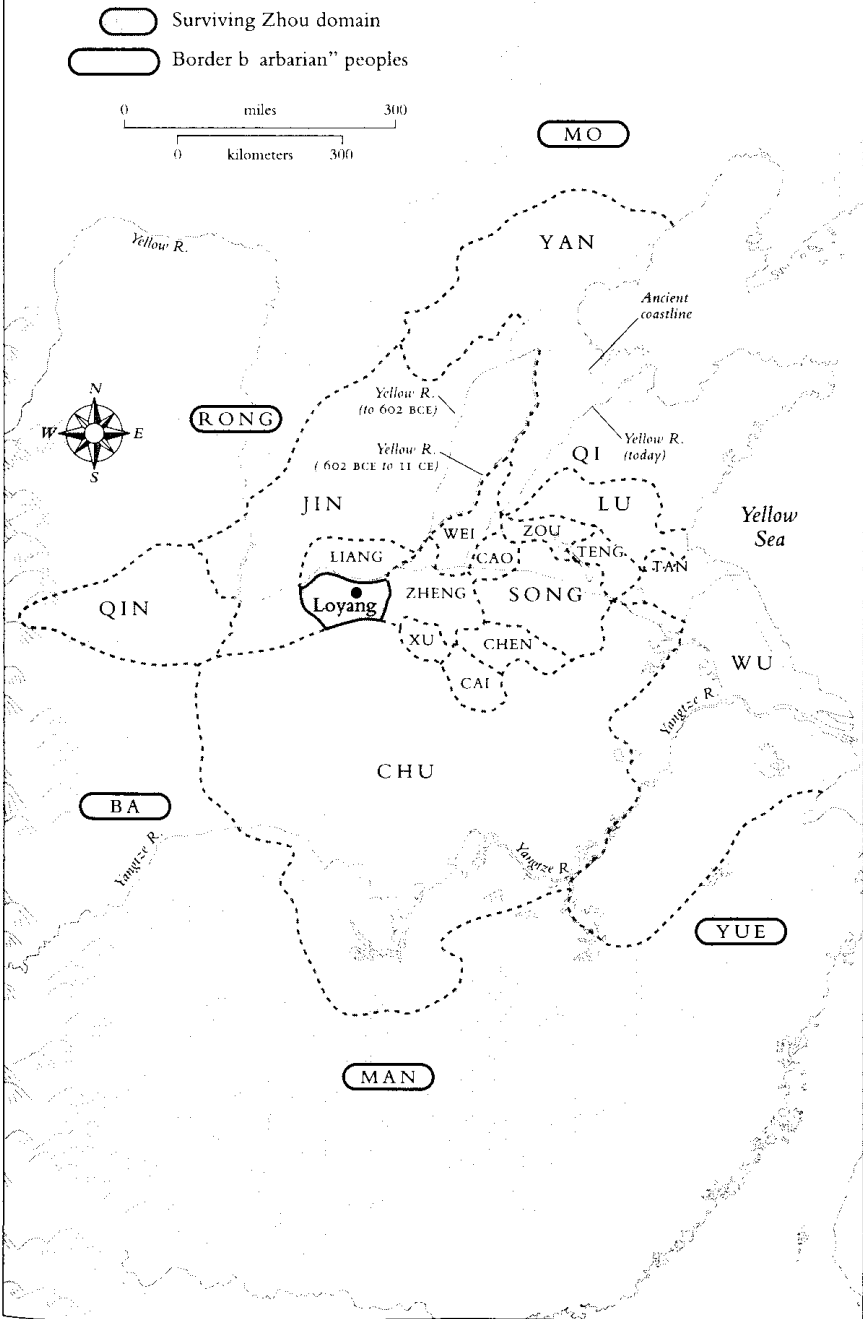 Surviving Zhou domain
Border b arbarian” peoples
0 miles 300
0 kilometers 300
MO
YAN
Yellow R.
Ancient
coastline
N
W E
S
RONG
Yellow R.
(to 602 BCE)
Yellow R.
( 602 BCE to 11 CE)
Yellow R.
(today)
QI
JIN
LU
Yellow
Sea
WEI
ZOU
LIANG
CAO
TENG
TAN
QIN
Loyang
ZHENG
SONG
XU
CHEN
WU
CAI
Yangtze R.
CHU
BA
Yangtze R.
Yangtze R.
YUE
MAN